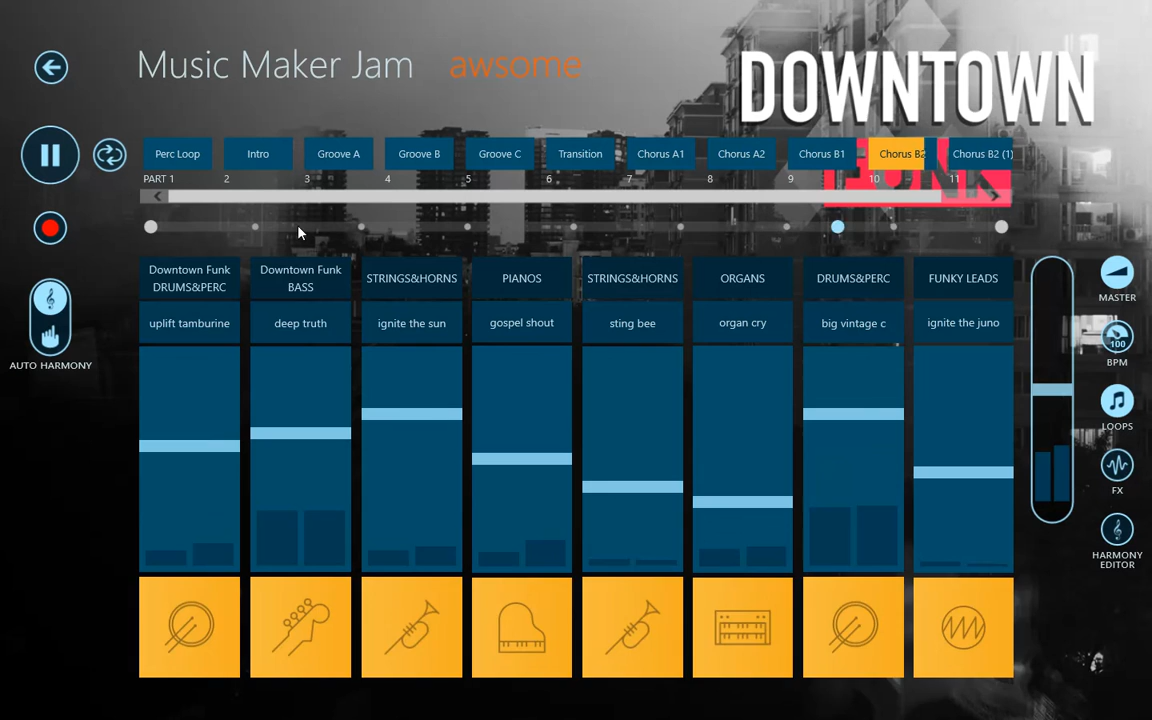 Music Maker Jam awsome
DOWNTOWN
FUNK
Perc Loop Intro Groove A Groove B Groove C Transition Chorus A1 Chorus A2 Chorus B1 Chorus B2 Chorus B2 (1)
PART 1 2 3 4 5 6 7 8 9 10 11
AUTO HARMONY
Downtown Funk
DRUMS&PERC
Downtown Funk
BASS
STRINGS&HORNS
PIANOS
STRINGS&HORNS
ORGANS
DRUMS&PERC
FUNKY LEADS
uplift tamburine
deep truth
ignite the sun
gospel shout
sting bee
organ cry
big vintage c
ignite the juno
MASTER
100
BPM
LOOPS
FX
HARMONY
EDITOR